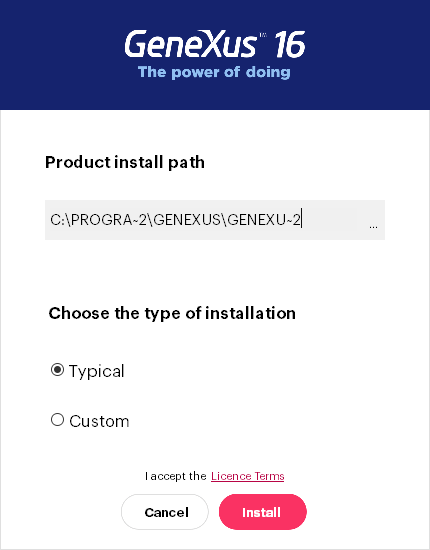 GeneXus™ 16
The power of doing
Product install path
C:\PROGRA~2\GENEXUS\GENEXU~2
...
Choose the type of installation
Typical
Custom
I accept the Licence Terms
Cancel Install